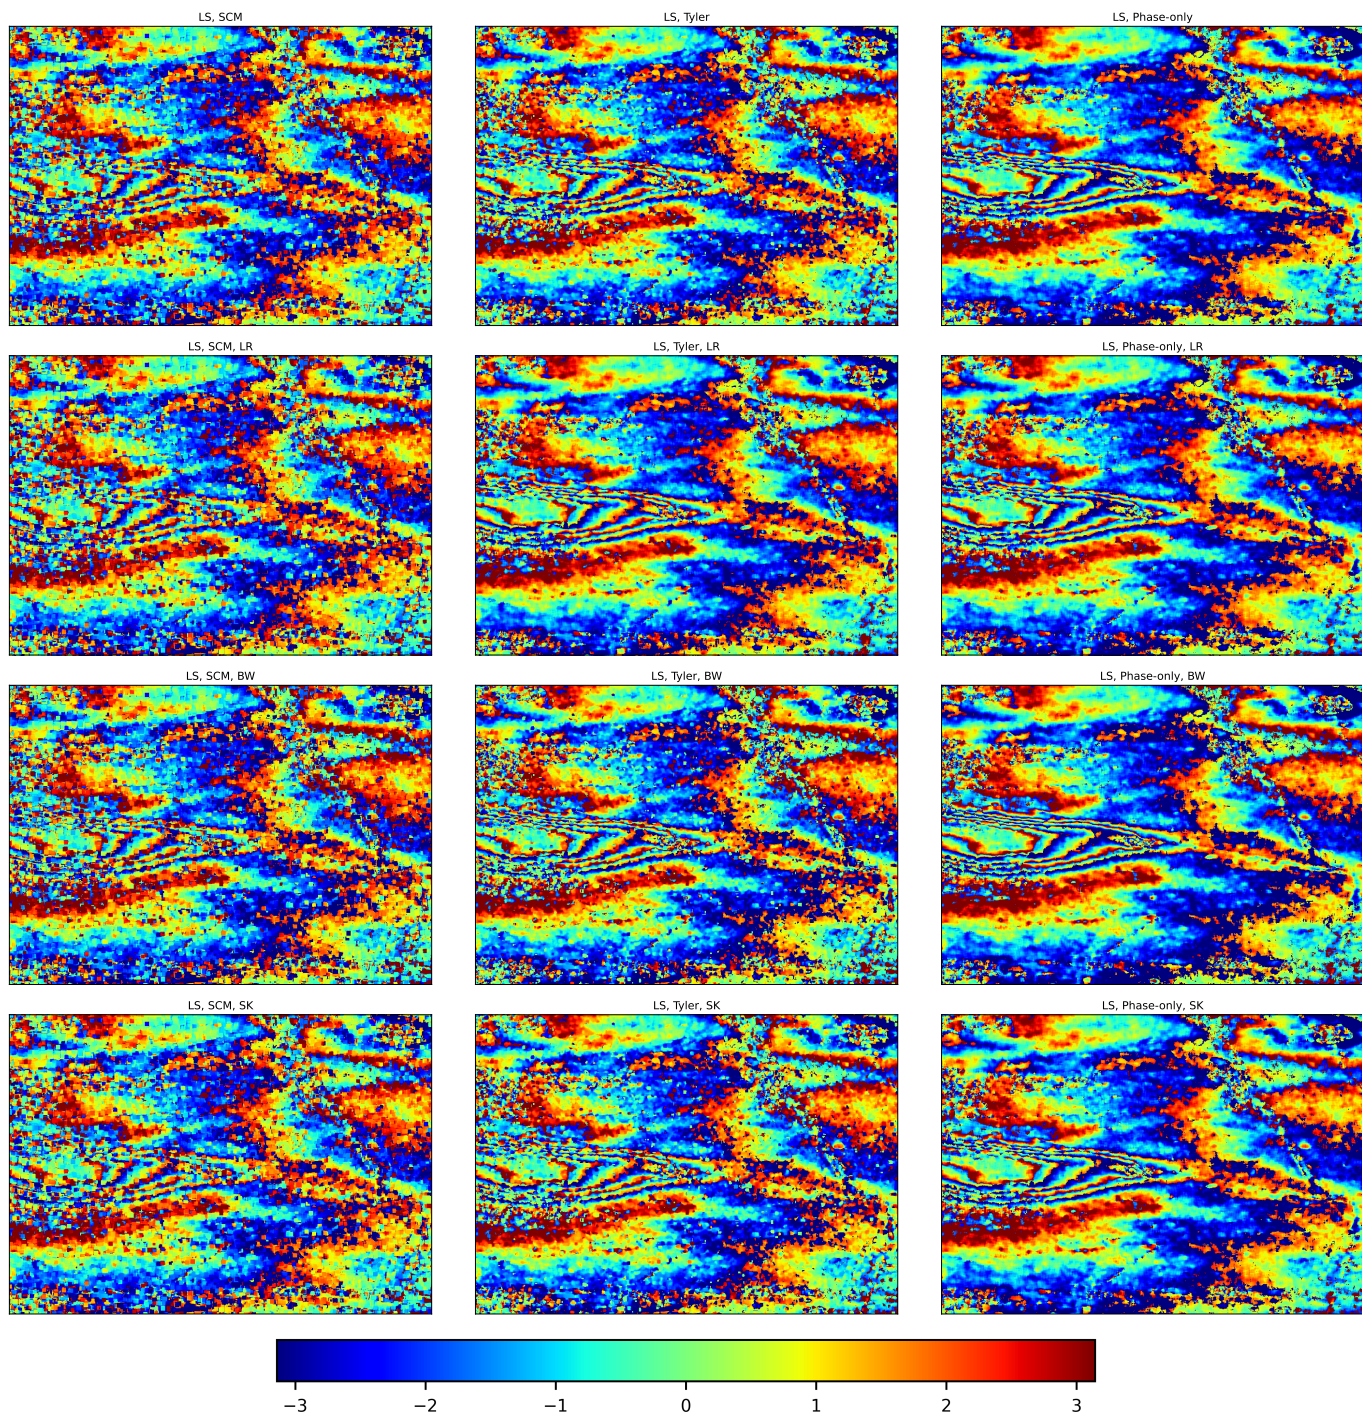 LS, SCM
LS, Tyler
LS, Phase-only
LS, SCM, LR
LS, Tyler, LR
LS, Phase-only, LR
LS, SCM, BW
LS, Tyler, BW
LS, Phase-only, BW
LS, SCM, SK
LS, Tyler, SK
LS, Phase-only, SK
−3 −2 −1 0 1 2 3